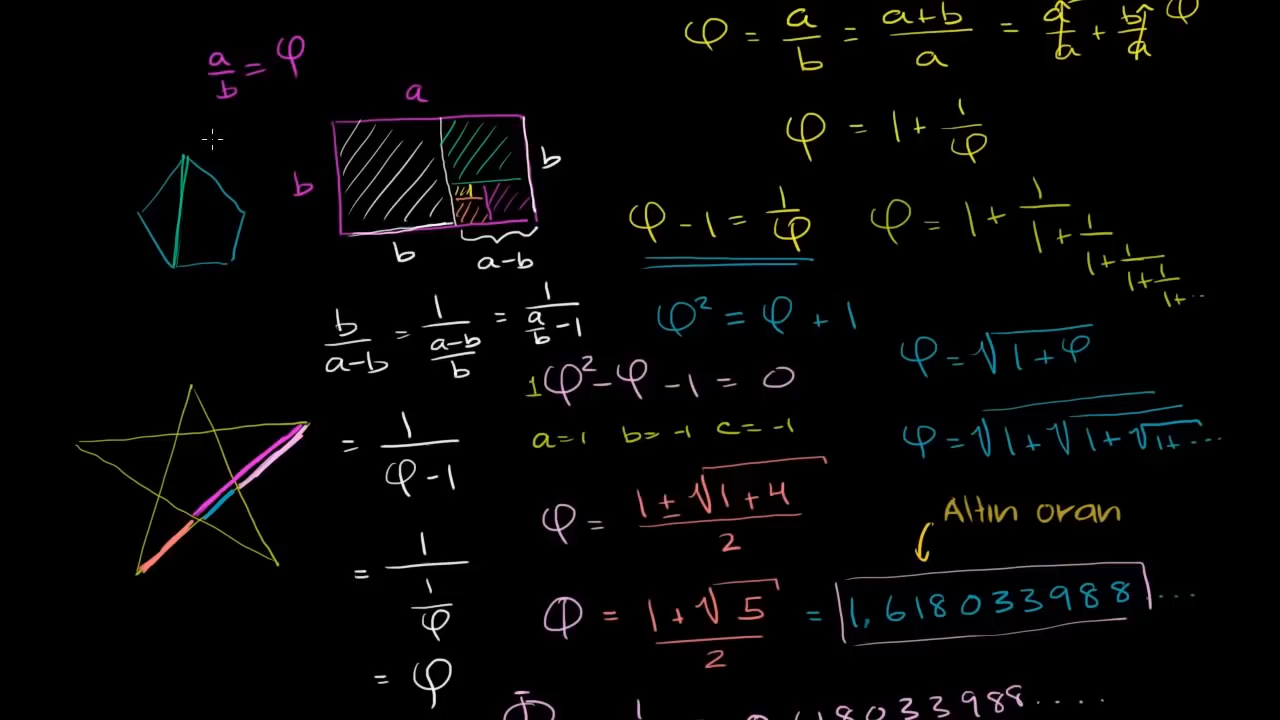 a/b = φ
a
b
b
b
a-b
b/(a-b) = 1/((a-b)/b) = 1/(a/b - 1)
= 1/(φ-1)
= 1/(1/φ)
= φ
φ = a/b = (a+b)/a = a/a + b/a φ
φ = 1 + 1/φ
φ - 1 = 1/φ
φ = 1 + 1/(1+1/(1+1/(1+1/(1+...
φ² = φ + 1
φ = √(1+φ)
1φ² - φ - 1 = 0
φ = √(1+√(1+√(1+...
a=1 b=-1 c=-1
φ = (1±√(1+4))/2
Altın oran
φ = (1+√5)/2 = 1,618033988 ....